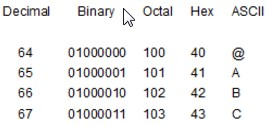 Decimal Binary Octal Hex ASCII
64 01000000 100 40 @
65 01000001 101 41 A
66 01000010 102 42 B
67 01000011 103 43 C